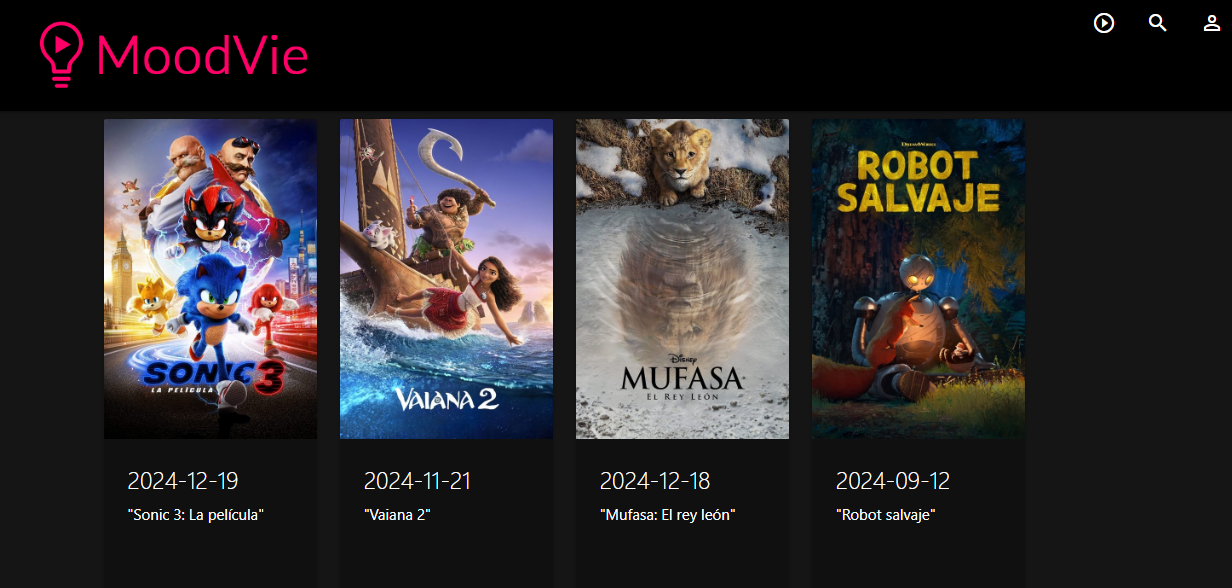 MoodVie
SONIC 3
LA PELÍCULA
VAIANA 2
Disney
MUFASA
EL REY LEÓN
DREAMWORKS
ROBOT
SALVAJE
2024-12-19
"Sonic 3: La película"
2024-11-21
"Vaiana 2"
2024-12-18
"Mufasa: El rey león"
2024-09-12
"Robot salvaje"